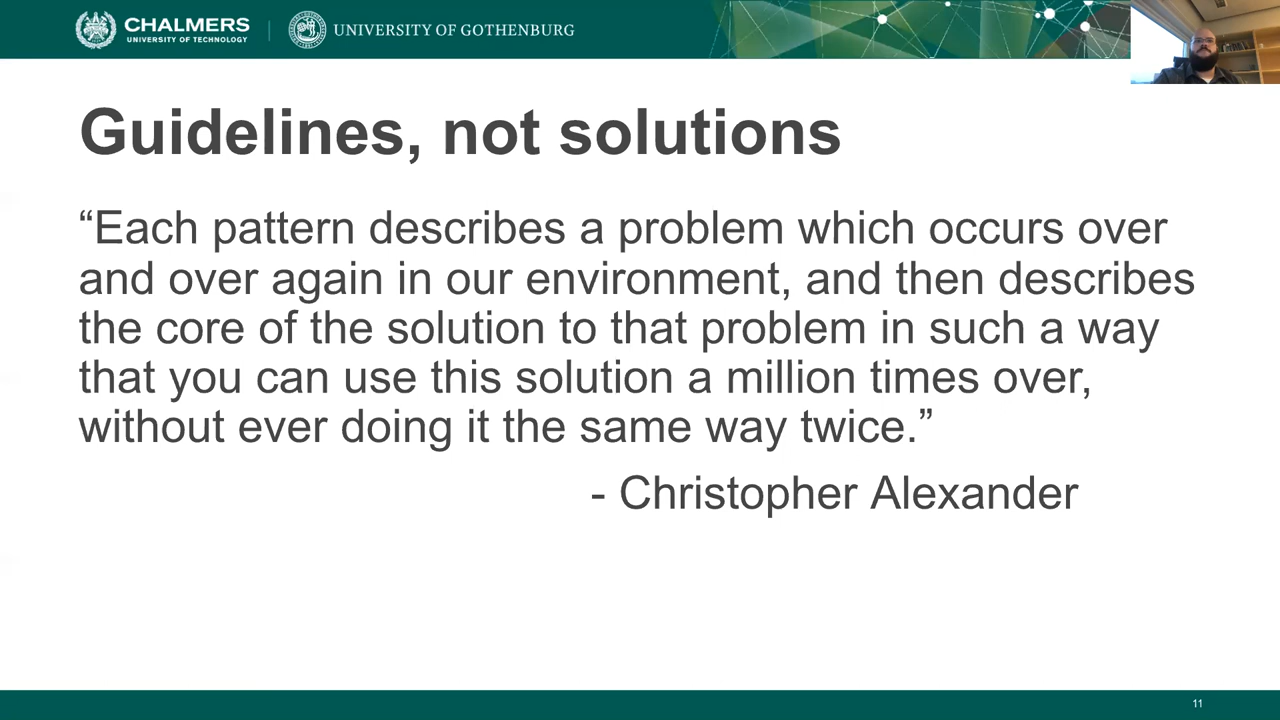 CHALMERS
UNIVERSITY OF TECHNOLOGY
UNIVERSITY OF GOTHENBURG
Guidelines, not solutions
“Each pattern describes a problem which occurs over
and over again in our environment, and then describes
the core of the solution to that problem in such a way
that you can use this solution a million times over,
without ever doing it the same way twice.”
- Christopher Alexander
11